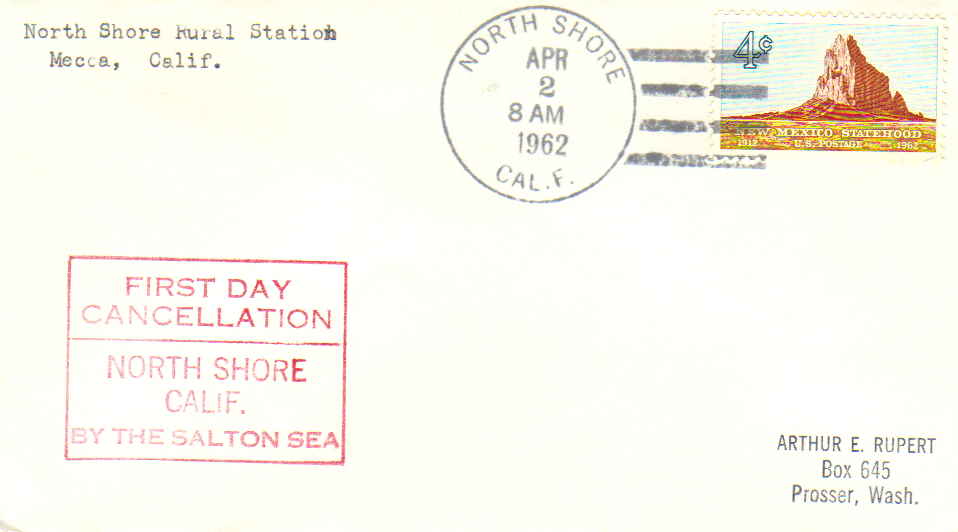 North Shore Rural Station
Mecca, Calif.
NORTH SHORE
APR
2
8 AM
1962
CAL.F.
4¢
NEW MEXICO STATEHOOD
1912 U.S. POSTAGE 1962
FIRST DAY
CANCELLATION
NORTH SHORE
CALIF.
BY THE SALTON SEA
ARTHUR E. RUPERT
Box 645
Prosser, Wash.